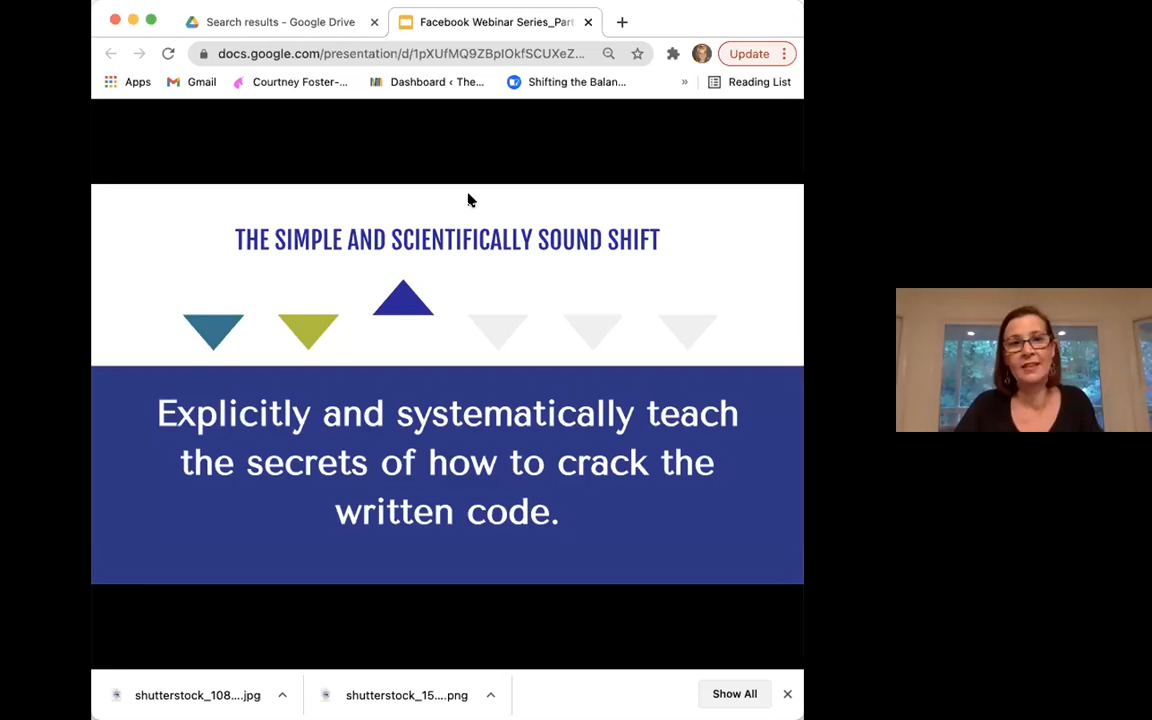 Search results - Google Drive
Facebook Webinar Series_Part
docs.google.com/presentation/d/1pXUfMQ9ZBpIOkfSCUXeZ...
Update
Apps
Gmail
Courtney Foster-...
Dashboard ‹ The...
Shifting the Balan...
»
Reading List
THE SIMPLE AND SCIENTIFICALLY SOUND SHIFT
Explicitly and systematically teach
the secrets of how to crack the
written code.
shutterstock_108....jpg
shutterstock_15....png
Show All